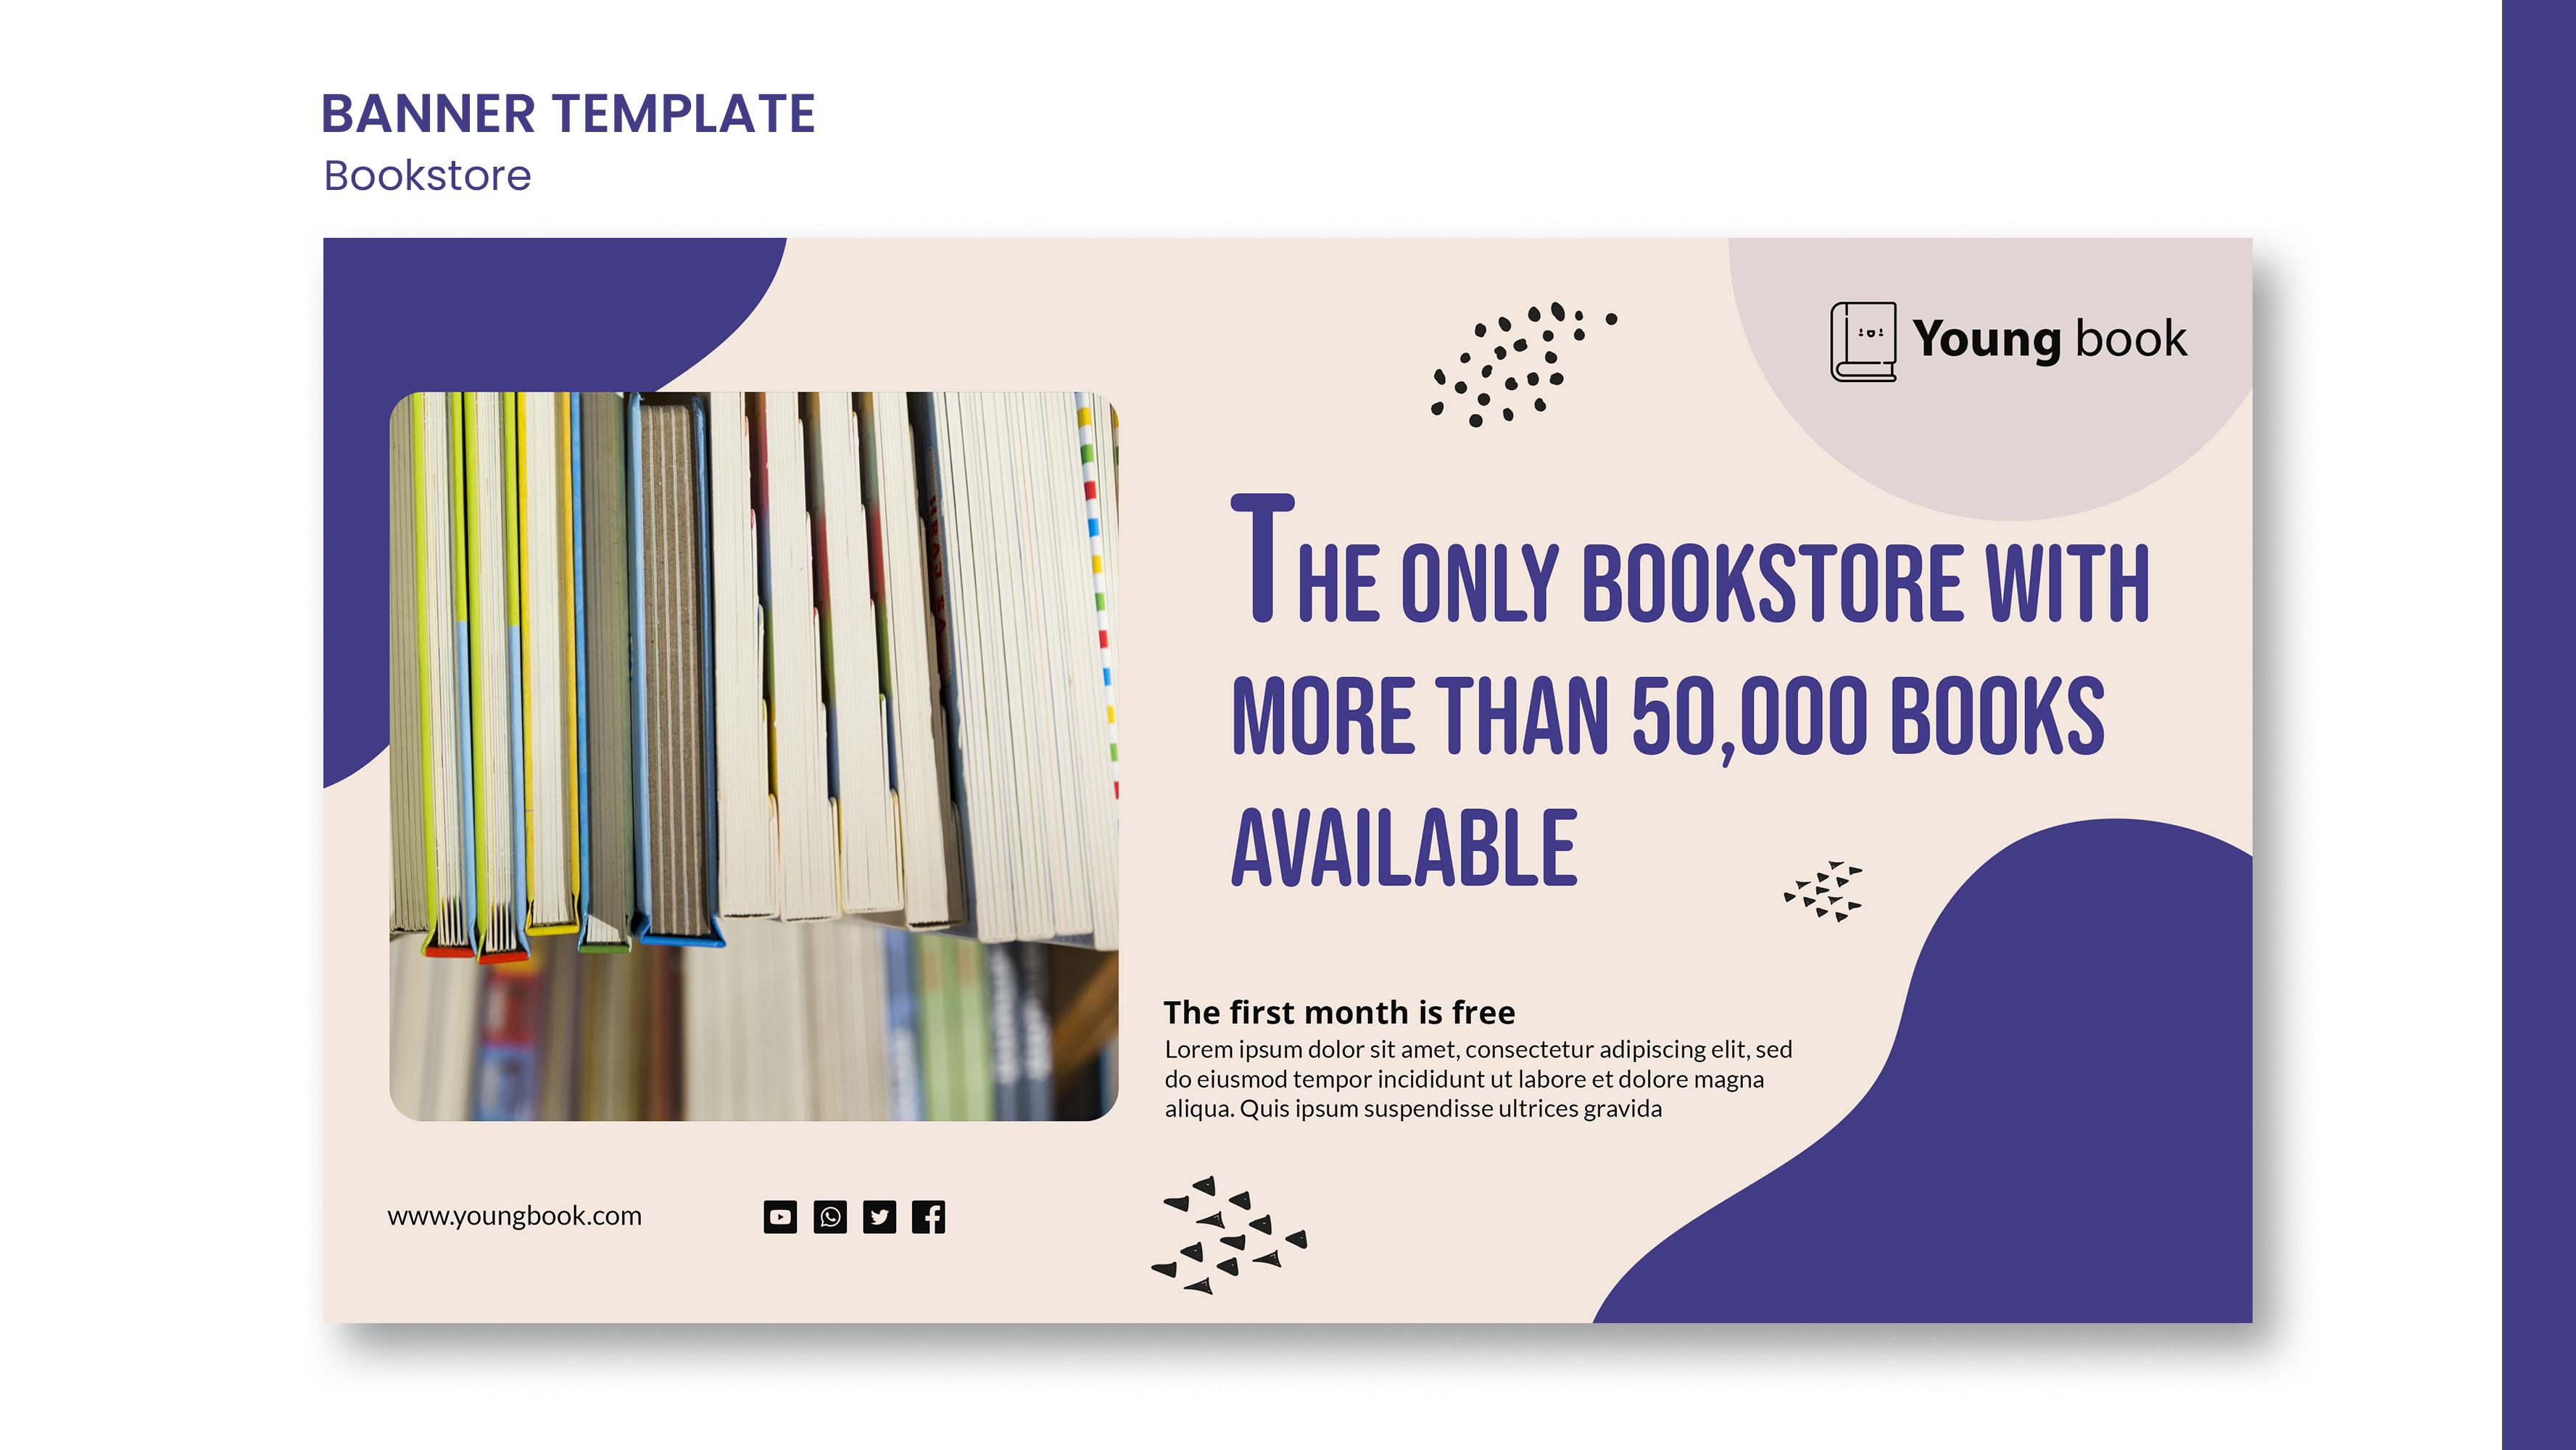 BANNER TEMPLATE
Bookstore
Young book
THE ONLY BOOKSTORE WITH
MORE THAN 50,000 BOOKS
AVAILABLE
The first month is free
Lorem ipsum dolor sit amet, consectetur adipiscing elit, sed
do eiusmod tempor incididunt ut labore et dolore magna
aliqua. Quis ipsum suspendisse ultrices gravida
www.youngbook.com